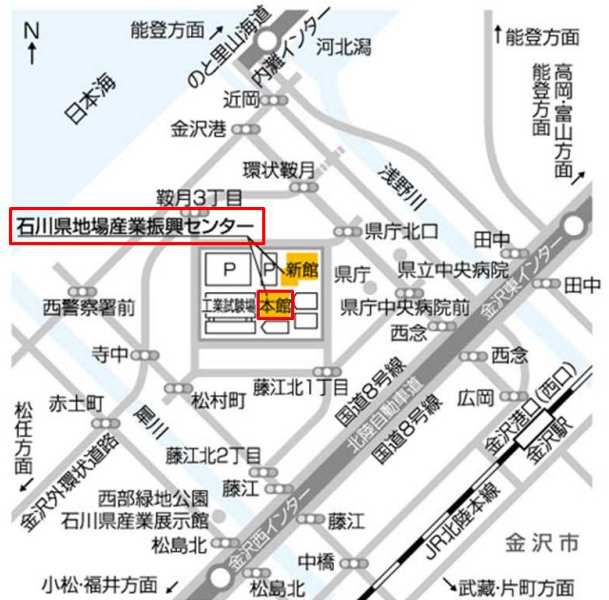 N
能登方面
のと里山海道
内灘インター
河北潟
能登方面
高岡・富山方面
能登方面
日本海
近岡
金沢港
環状鞍月
浅野川
鞍月3丁目
石川県地場産業振興センター
県庁北口
田中
P
P
新館
県庁
県立中央病院
金沢東インター
田中
西警察署前
工業試験場
本館
県庁中央病院前
西念
寺中
西念
藤江北1丁目
国道8号線
北陸自動車道
国道8号線
松村町
広岡
金沢港口(西口)
金沢駅
赤土町
松任方面
犀川
金沢外環状道路
藤江北2丁目
藤江
西部緑地公園
石川県産業展示館
金沢西インター
藤江
JR北陸本線
金沢市
松島北
中橋
小松・福井方面
松島北
武蔵・片町方面